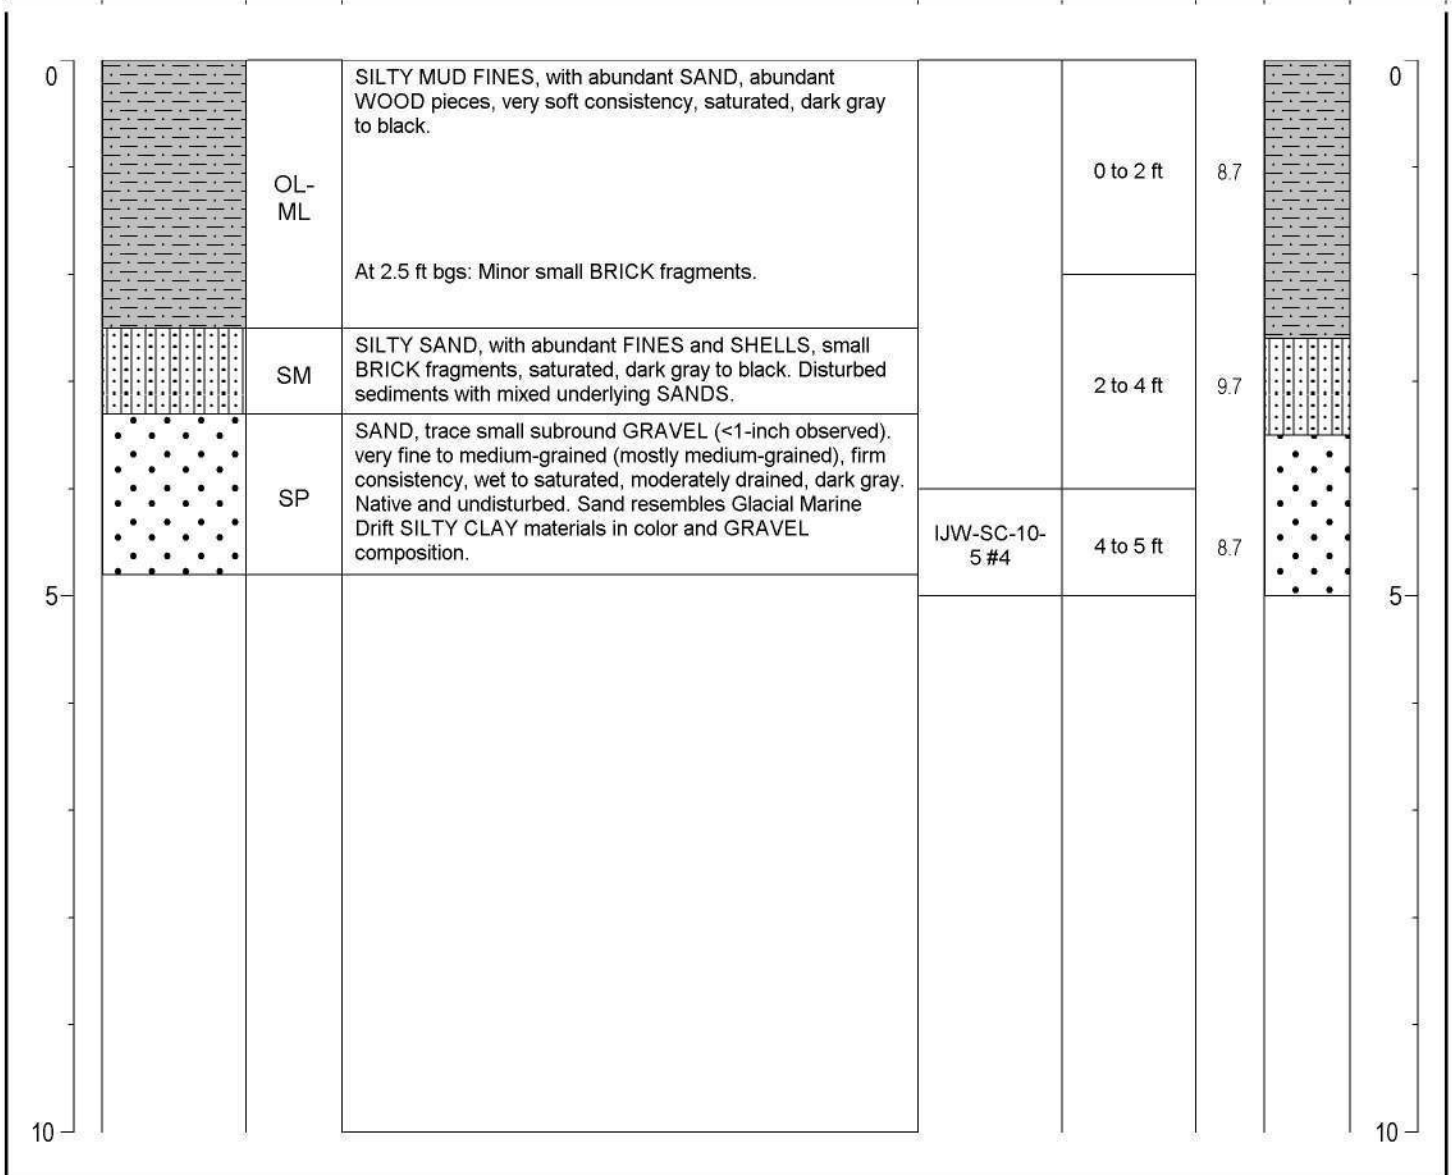 0
SILTY MUD FINES, with abundant SAND, abundant
WOOD pieces, very soft consistency, saturated, dark gray
to black.
0
OL-
ML
0 to 2 ft
8.7
At 2.5 ft bgs: Minor small BRICK fragments.
SM
SILTY SAND, with abundant FINES and SHELLS, small
BRICK fragments, saturated, dark gray to black. Disturbed
sediments with mixed underlying SANDS.
2 to 4 ft
9.7
SP
SAND, trace small subround GRAVEL (<1-inch observed).
very fine to medium-grained (mostly medium-grained), firm
consistency, wet to saturated, moderately drained, dark gray.
Native and undisturbed. Sand resembles Glacial Marine
Drift SILTY CLAY materials in color and GRAVEL
composition.
IJW-SC-10-
5 #4
4 to 5 ft
8.7
5
5
10
10